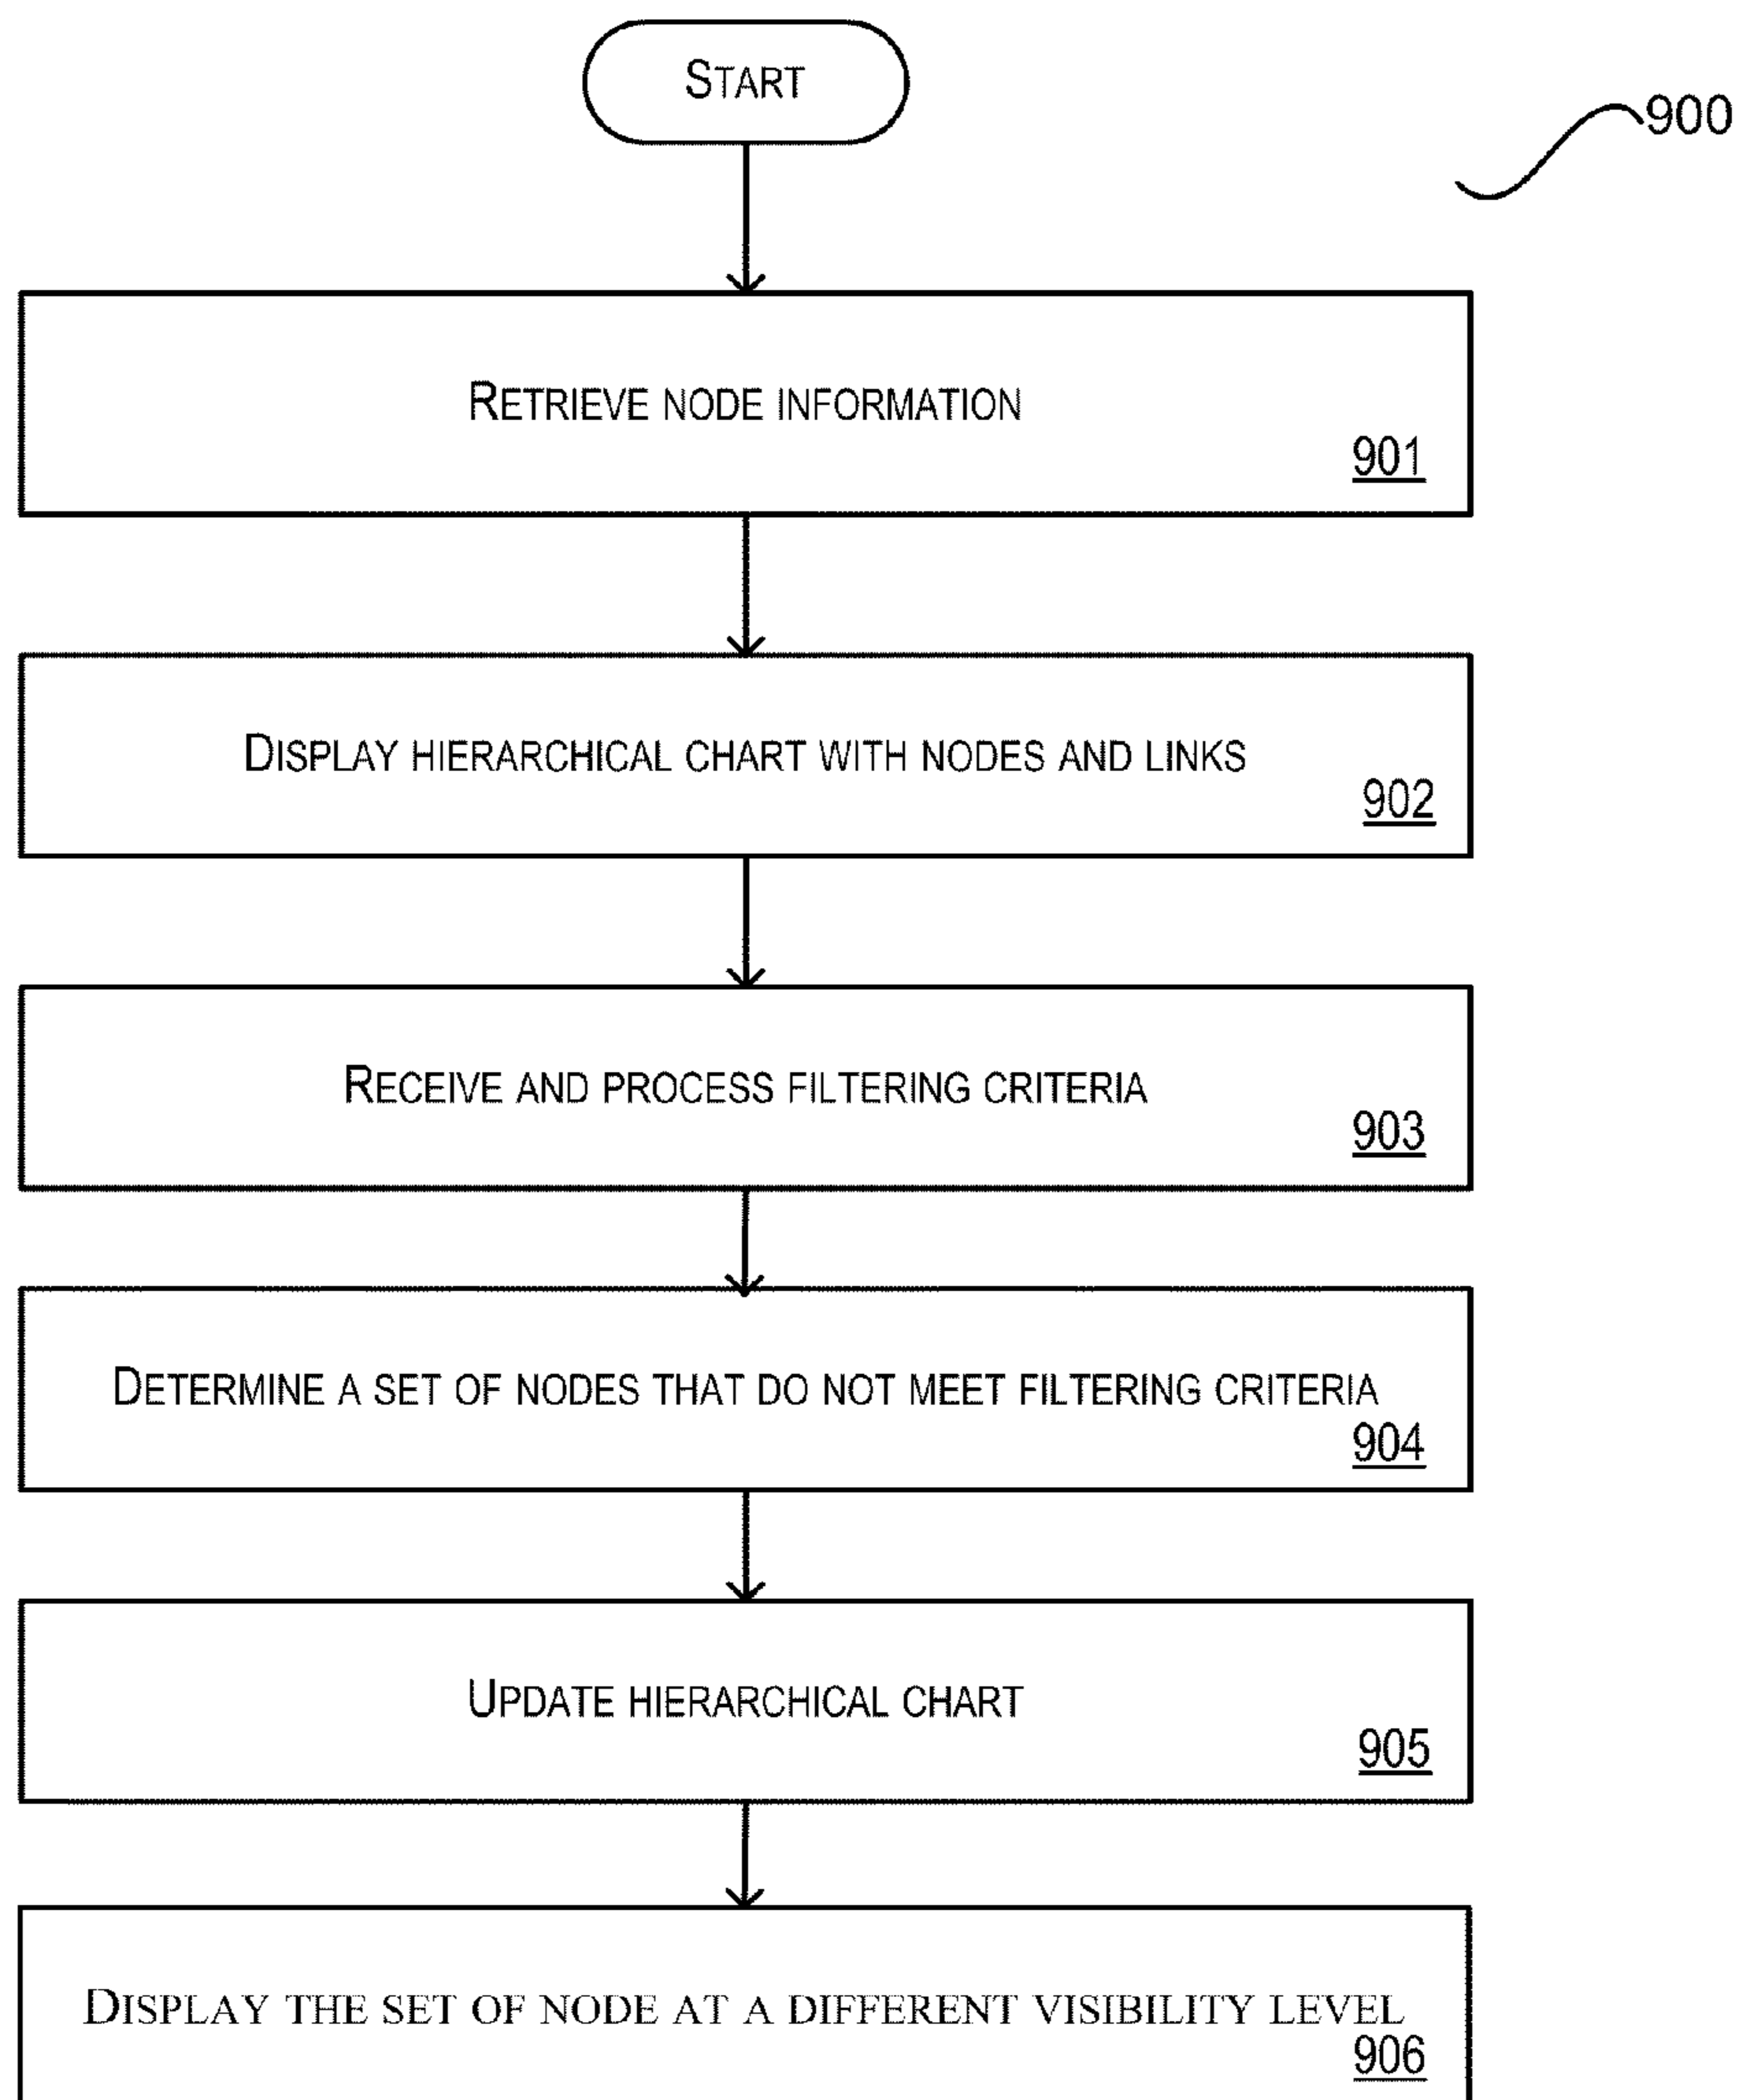 START
900
RETRIEVE NODE INFORMATION
901
DISPLAY HIERARCHICAL CHART WITH NODES AND LINKS
902
RECEIVE AND PROCESS FILTERING CRITERIA
903
DETERMINE A SET OF NODES THAT DO NOT MEET FILTERING CRITERIA
904
UPDATE HIERARCHICAL CHART
905
DISPLAY THE SET OF NODE AT A DIFFERENT VISIBILITY LEVEL
906